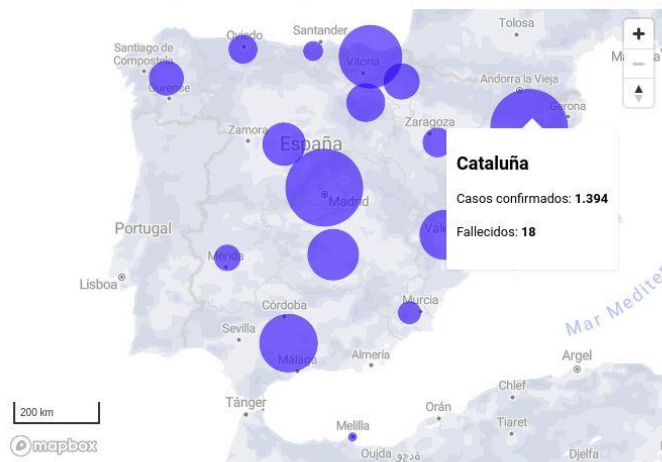 Oviedo
Santander
Tolosa
Santiago de
Compostela
Vitoria
Ourense
Andorra la Vieja
Gerona
Zaragoza
Zamora
España
Cataluña
Casos confirmados: 1.394
Fallecidos: 18
Madrid
Portugal
Mérida
Lisboa
Murcia
Córdoba
Sevilla
Málaga
Almería
Mar Medite
Argel
Chlef
Tánger
Orán
Tiaret
Melilla
Oujda وَجْدَة
Djelfa
200 km
mapbox